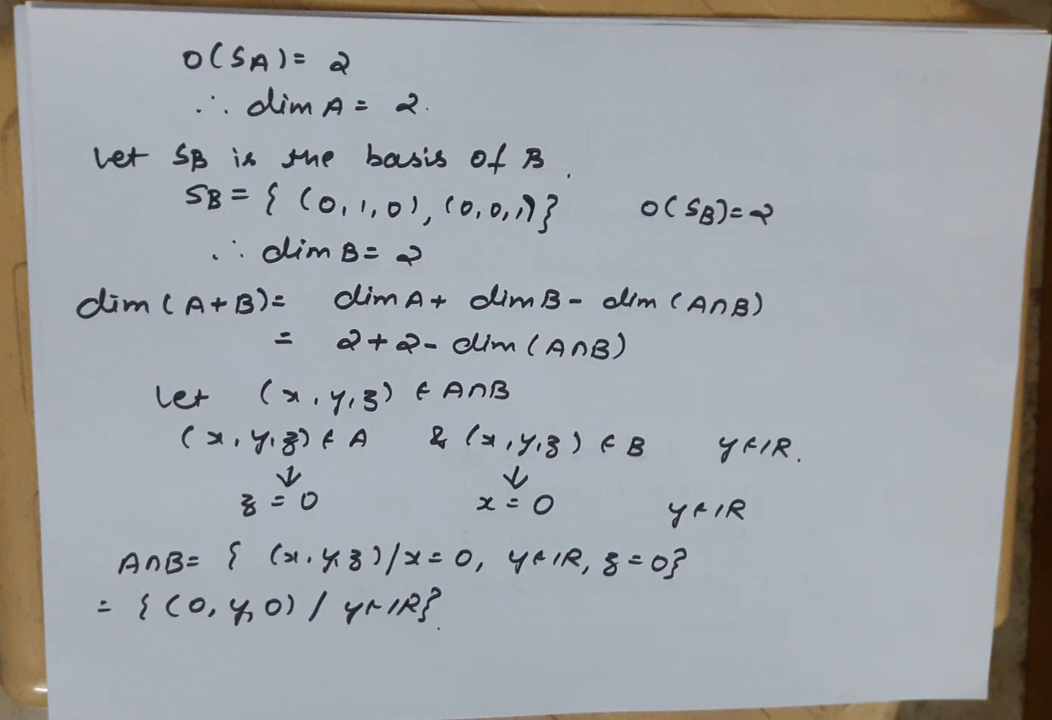 O(SA) = 2
∴ dim A = 2.
Let SB is the basis of B.
SB = { (0,1,0), (0,0,1)} O(SB)=2
∴ dim B = 2
dim (A+B) = dim A + dim B - dim (A∩B)
= 2+2- dim (A∩B)
Let (x,y,z) ∈ A∩B
(x,y,z) ∈ A & (x,y,z) ∈ B y∈IR.
↓ ↓
z = 0 x = 0 y∈IR
A∩B = { (x,y,z)/x=0, y∈IR, z=0}
= {(0,y,0) / y∈IR}.